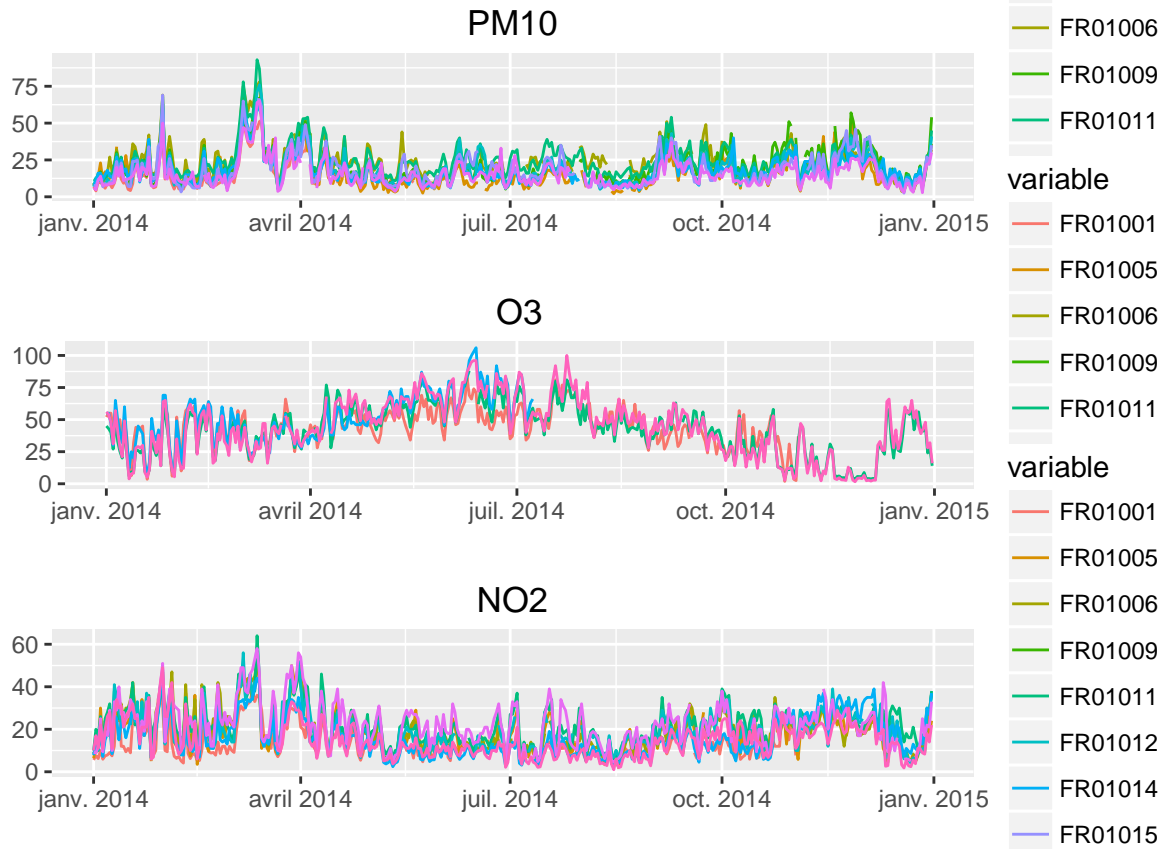 PM10
75
50
25
0
janv. 2014 avril 2014 juil. 2014 oct. 2014 janv. 2015
O3
100
75
50
25
0
janv. 2014 avril 2014 juil. 2014 oct. 2014 janv. 2015
NO2
60
40
20
0
janv. 2014 avril 2014 juil. 2014 oct. 2014 janv. 2015
FR01006
FR01009
FR01011
variable
FR01001
FR01005
FR01006
FR01009
FR01011
variable
FR01001
FR01005
FR01006
FR01009
FR01011
FR01012
FR01014
FR01015